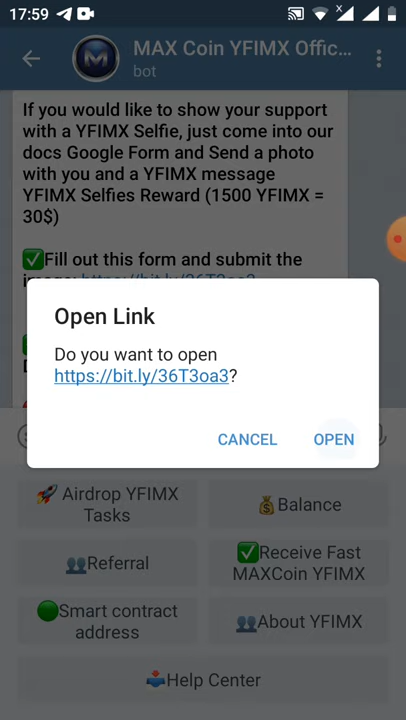 17:59
MAX Coin YFIMX Offic...
bot
If you would like to show your support
with a YFIMX Selfie, just come into our
docs Google Form and Send a photo
with you and a YFIMX message
YFIMX Selfies Reward (1500 YFIMX =
30$)
✅Fill out this form and submit the
Open Link
Do you want to open
https://bit.ly/36T3oa3?
CANCEL OPEN
🚀 Airdrop YFIMX
Tasks
💰Balance
👥Referral
✅Receive Fast
MAXCoin YFIMX
🟢Smart contract
address
👥About YFIMX
📥Help Center